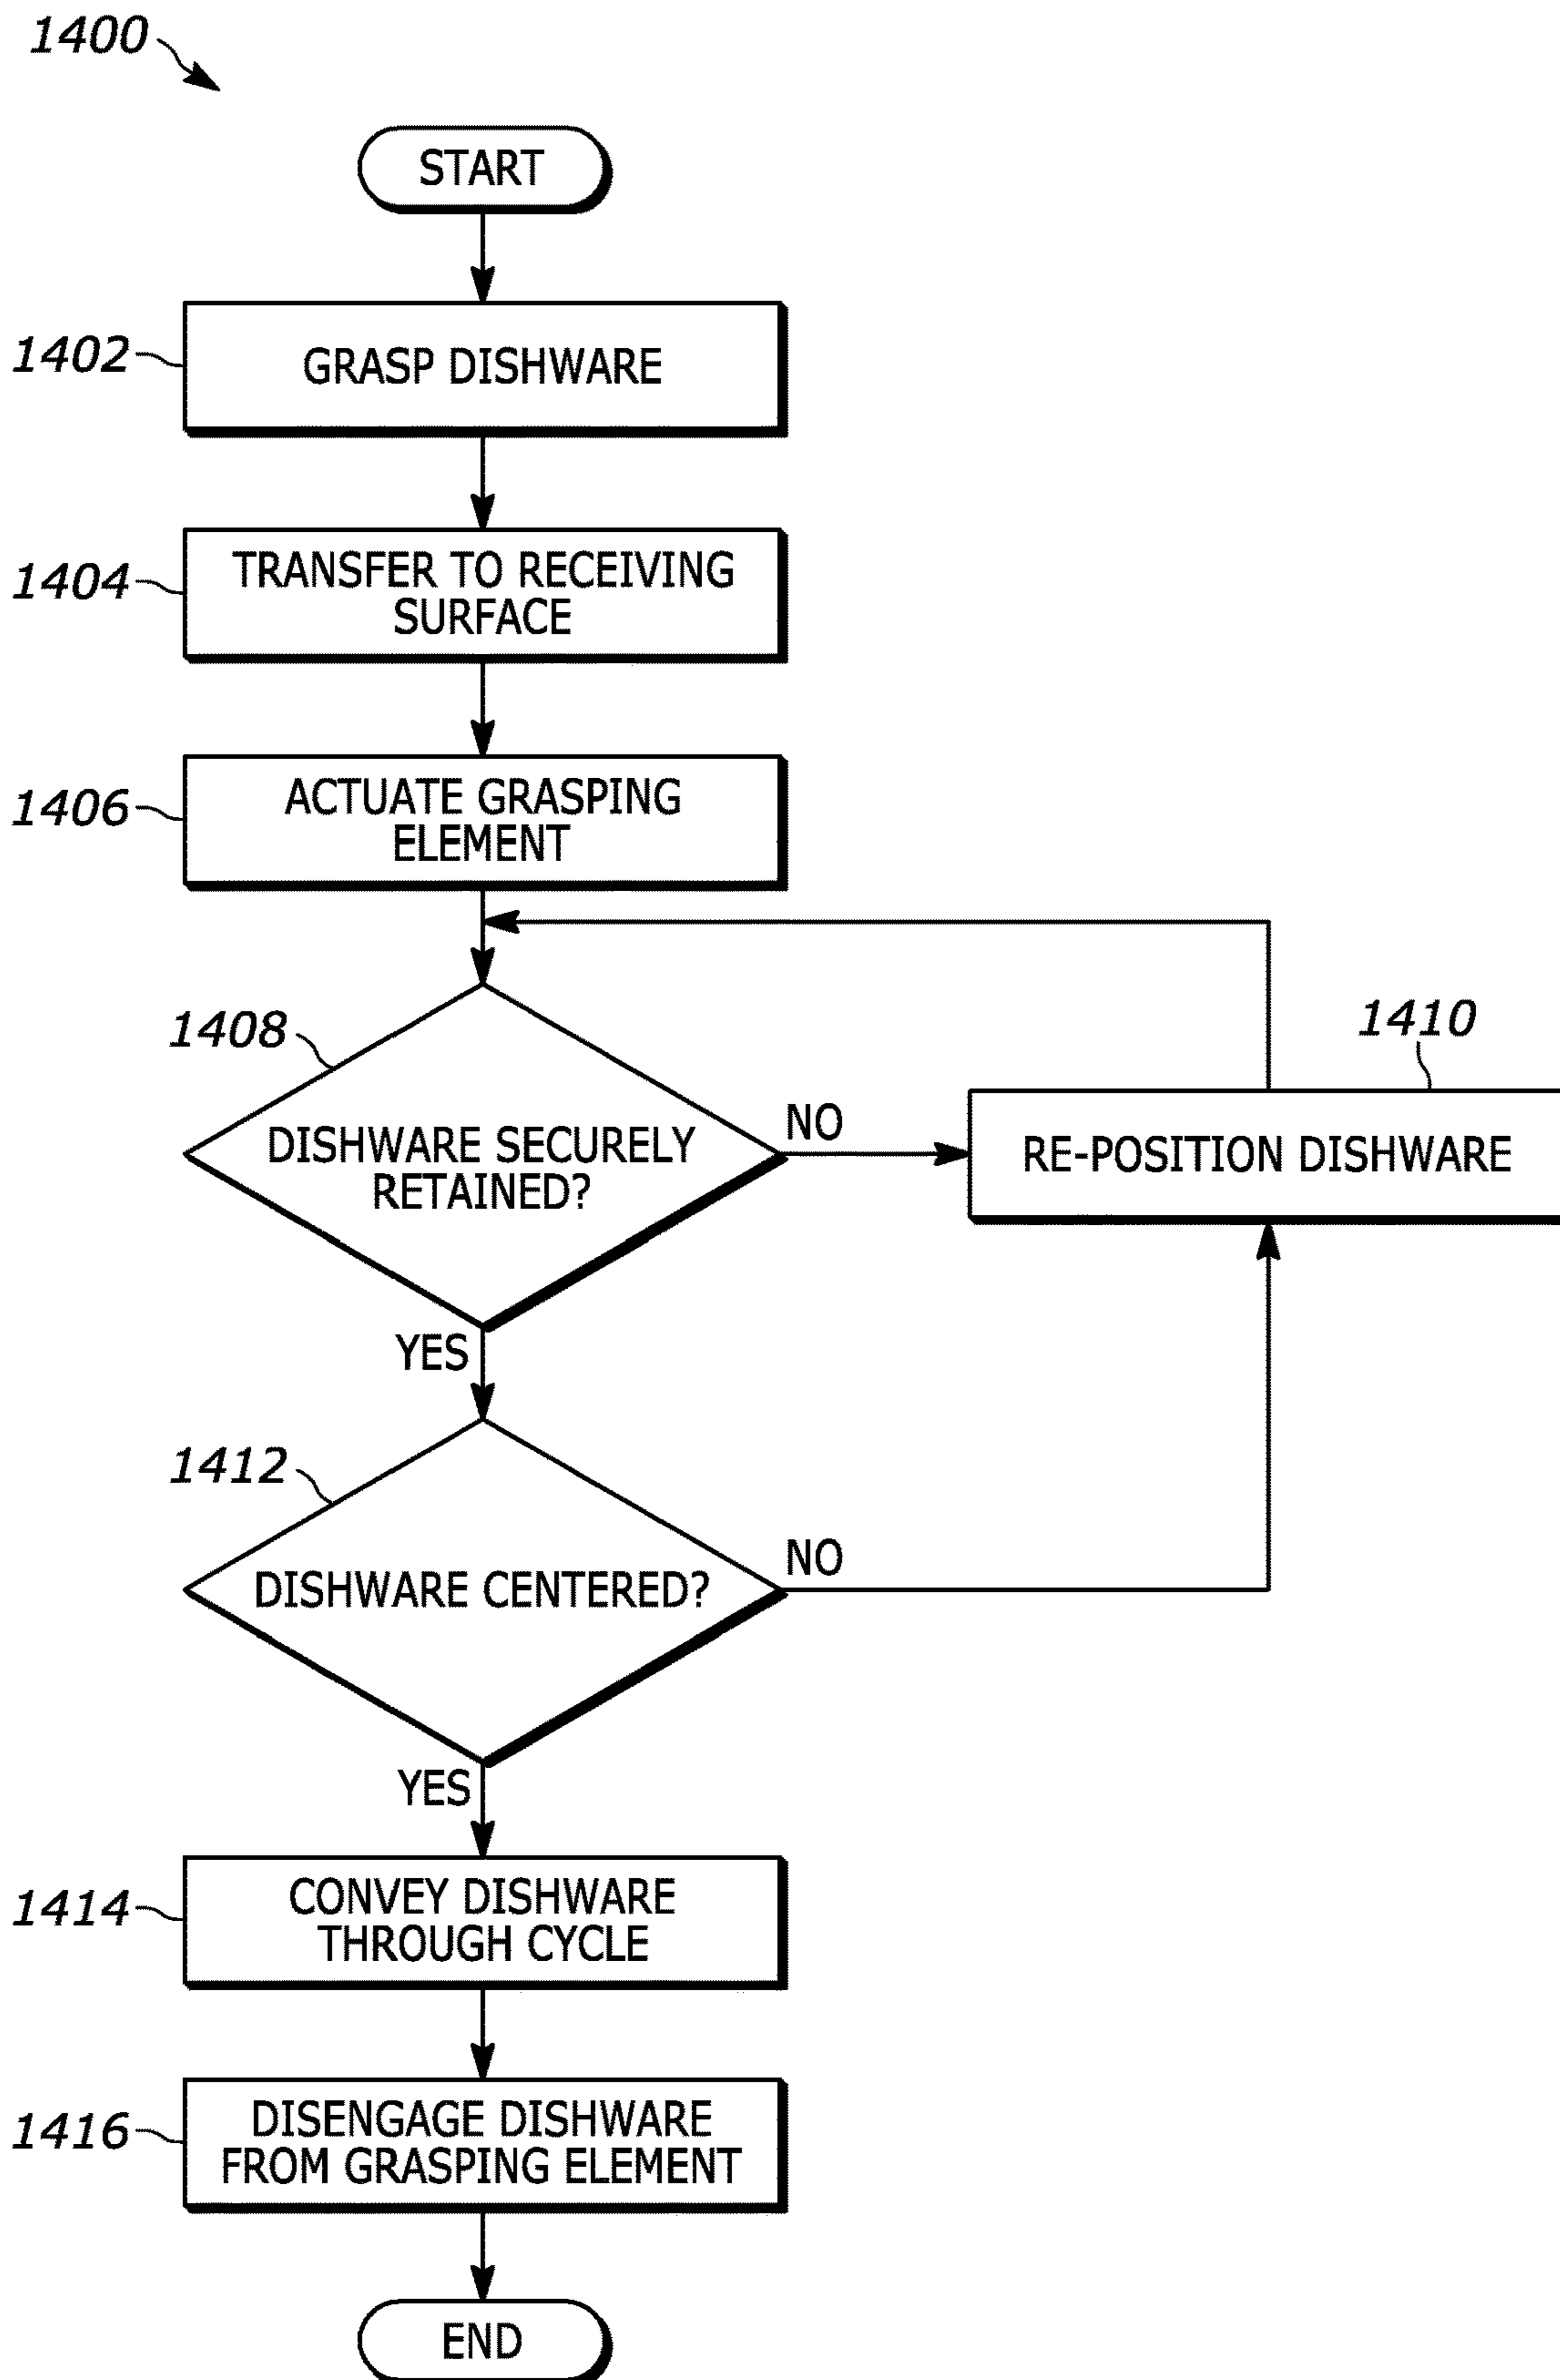 1400
START
1402
GRASP DISHWARE
1404
TRANSFER TO RECEIVING
SURFACE
1406
ACTUATE GRASPING
ELEMENT
1408
DISHWARE SECURELY
RETAINED?
NO
1410
RE-POSITION DISHWARE
YES
1412
DISHWARE CENTERED?
NO
YES
1414
CONVEY DISHWARE
THROUGH CYCLE
1416
DISENGAGE DISHWARE
FROM GRASPING ELEMENT
END